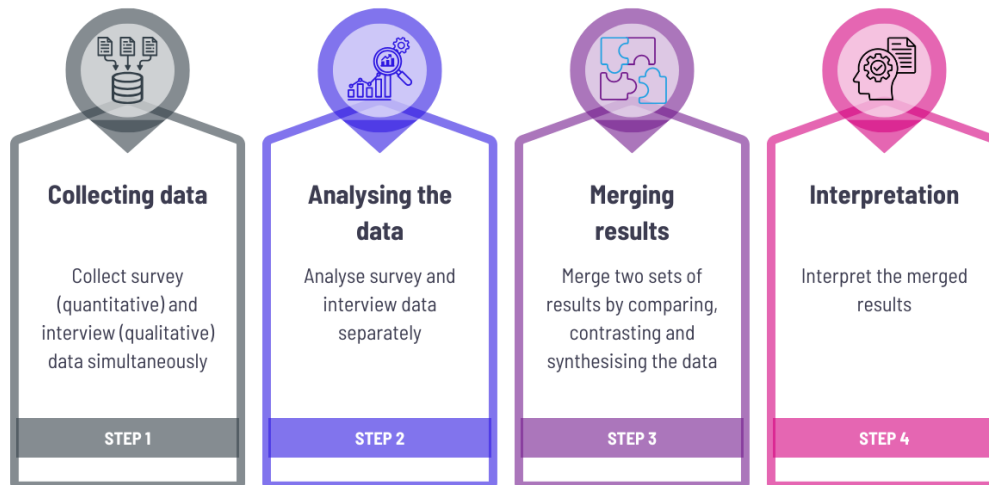 Collecting data
Collect survey
(quantitative) and
interview (qualitative)
data simultaneously
STEP 1
Analysing the
data
Analyse survey and
interview data
separately
STEP 2
Merging
results
Merge two sets of
results by comparing,
contrasting and
synthesising the data
STEP 3
Interpretation
Interpret the merged
results
STEP 4